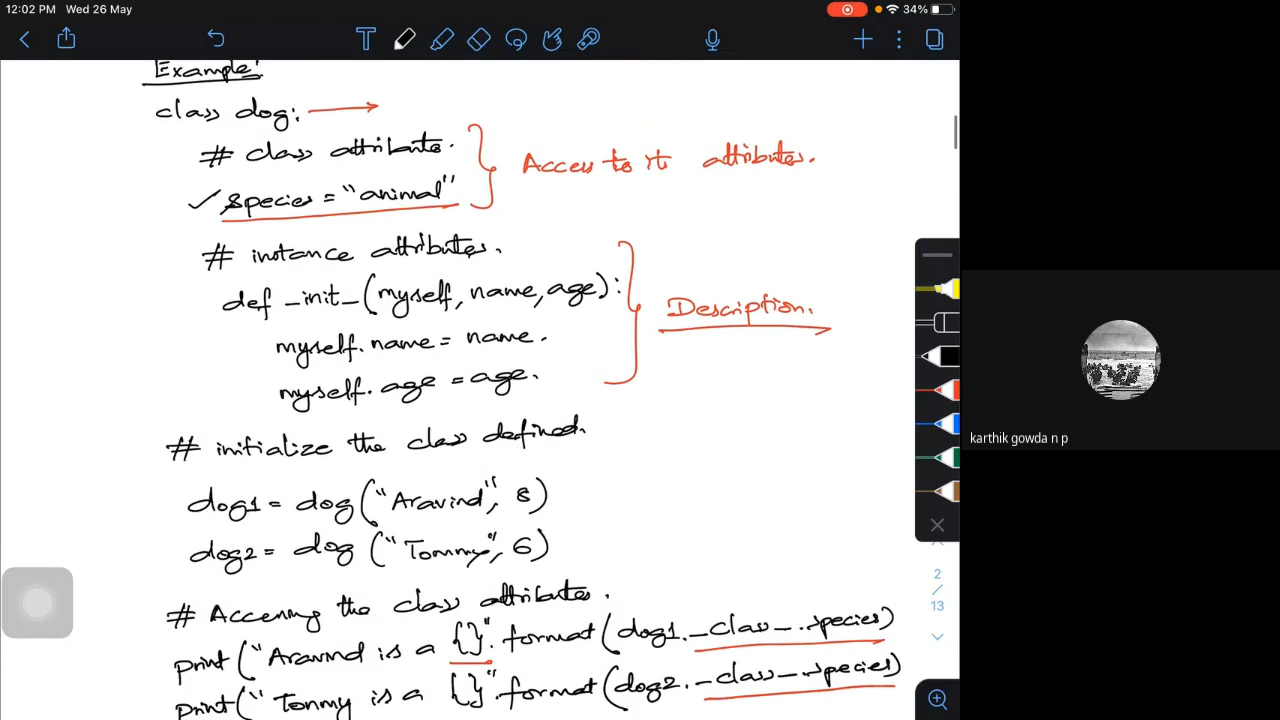 12:02 PM Wed 26 May
34%
Example:
class dog:
# class attribute.
species = "animal"
Access to it attributes.
# instance attributes.
def _init_(myself, name, age):
myself.name = name.
myself.age = age.
Description.
# initialize the class defined.
dog1 = dog("Aravind", 8)
dog2 = dog ("Tommy", 6)
# Accessing the class attributes.
print("Aravind is a {}".format(dog1._class_.species)
print("Tommy is a {}".format(dog2._class_.species)
2
/
13
karthik gowda n p